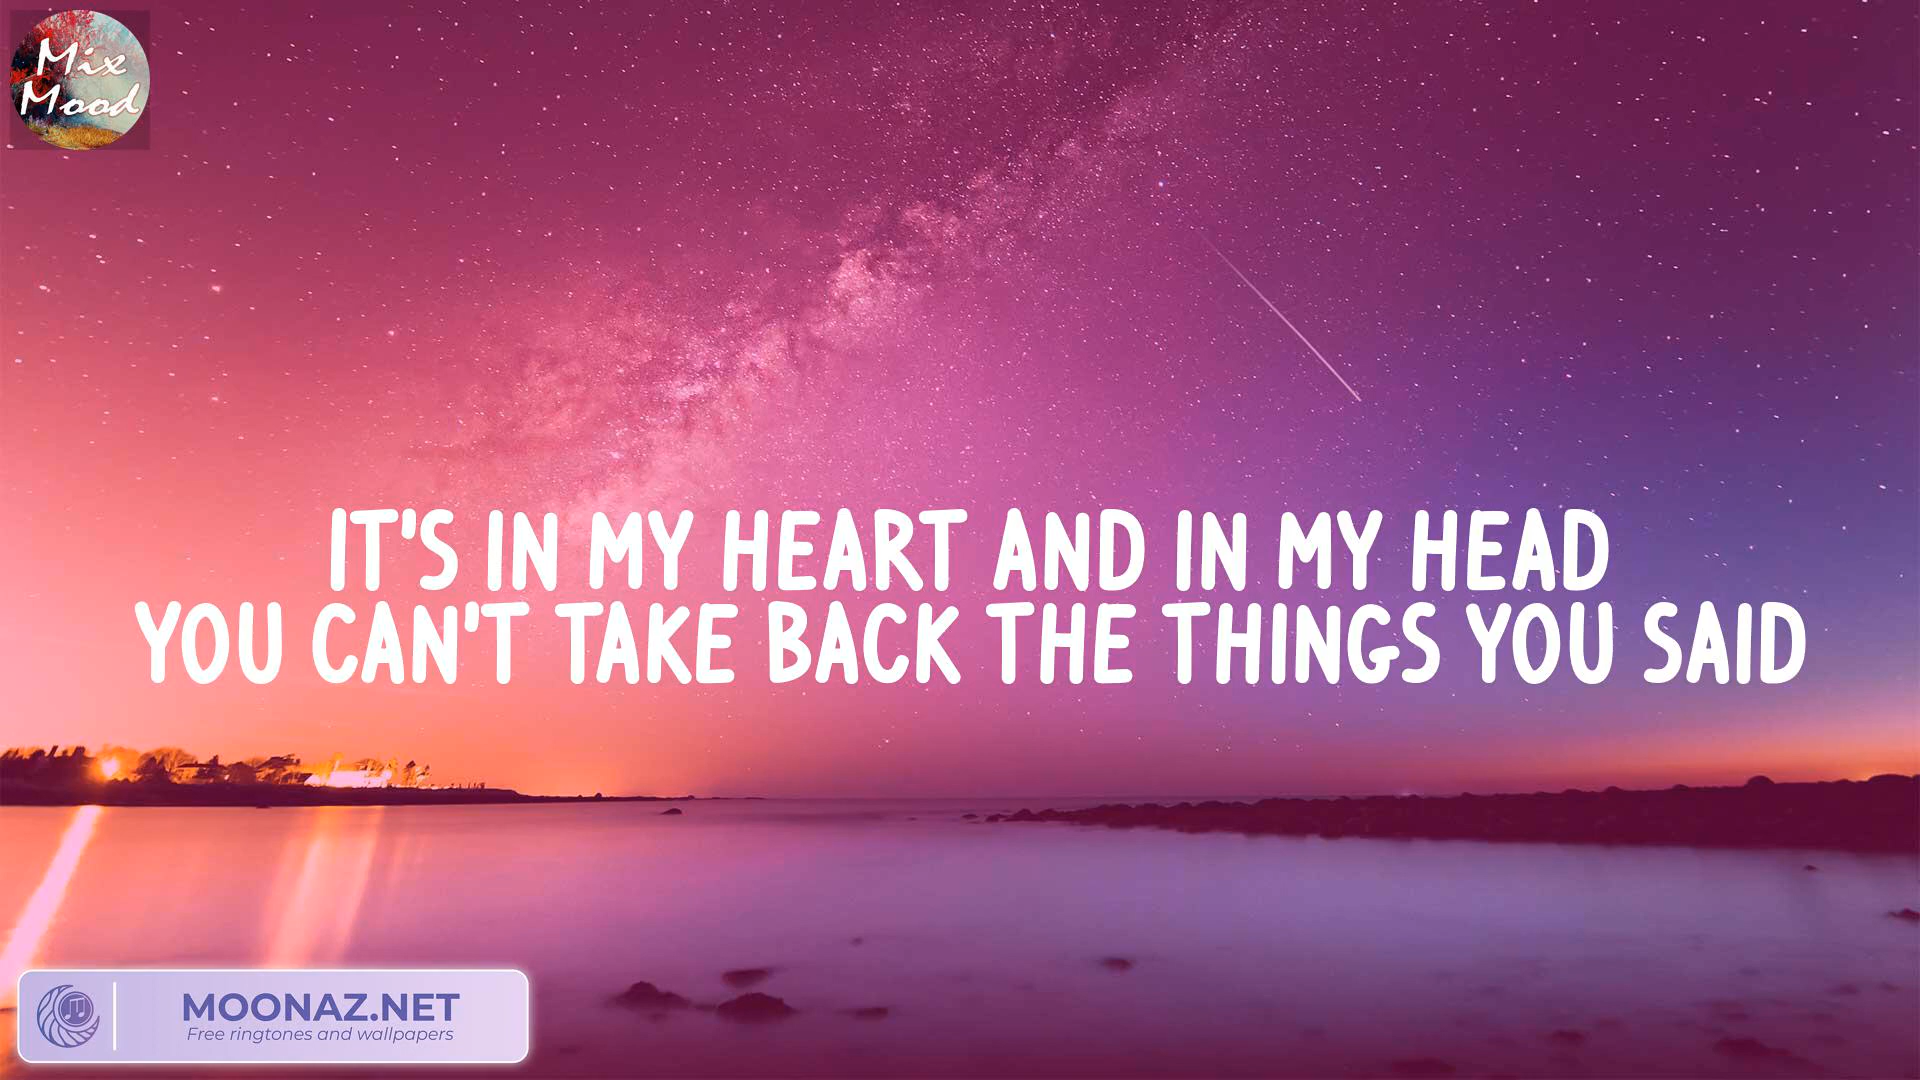 Mix
Mood
IT'S IN MY HEART AND IN MY HEAD
YOU CAN'T TAKE BACK THE THINGS YOU SAID
MOONAZ.NET
Free ringtones and wallpapers